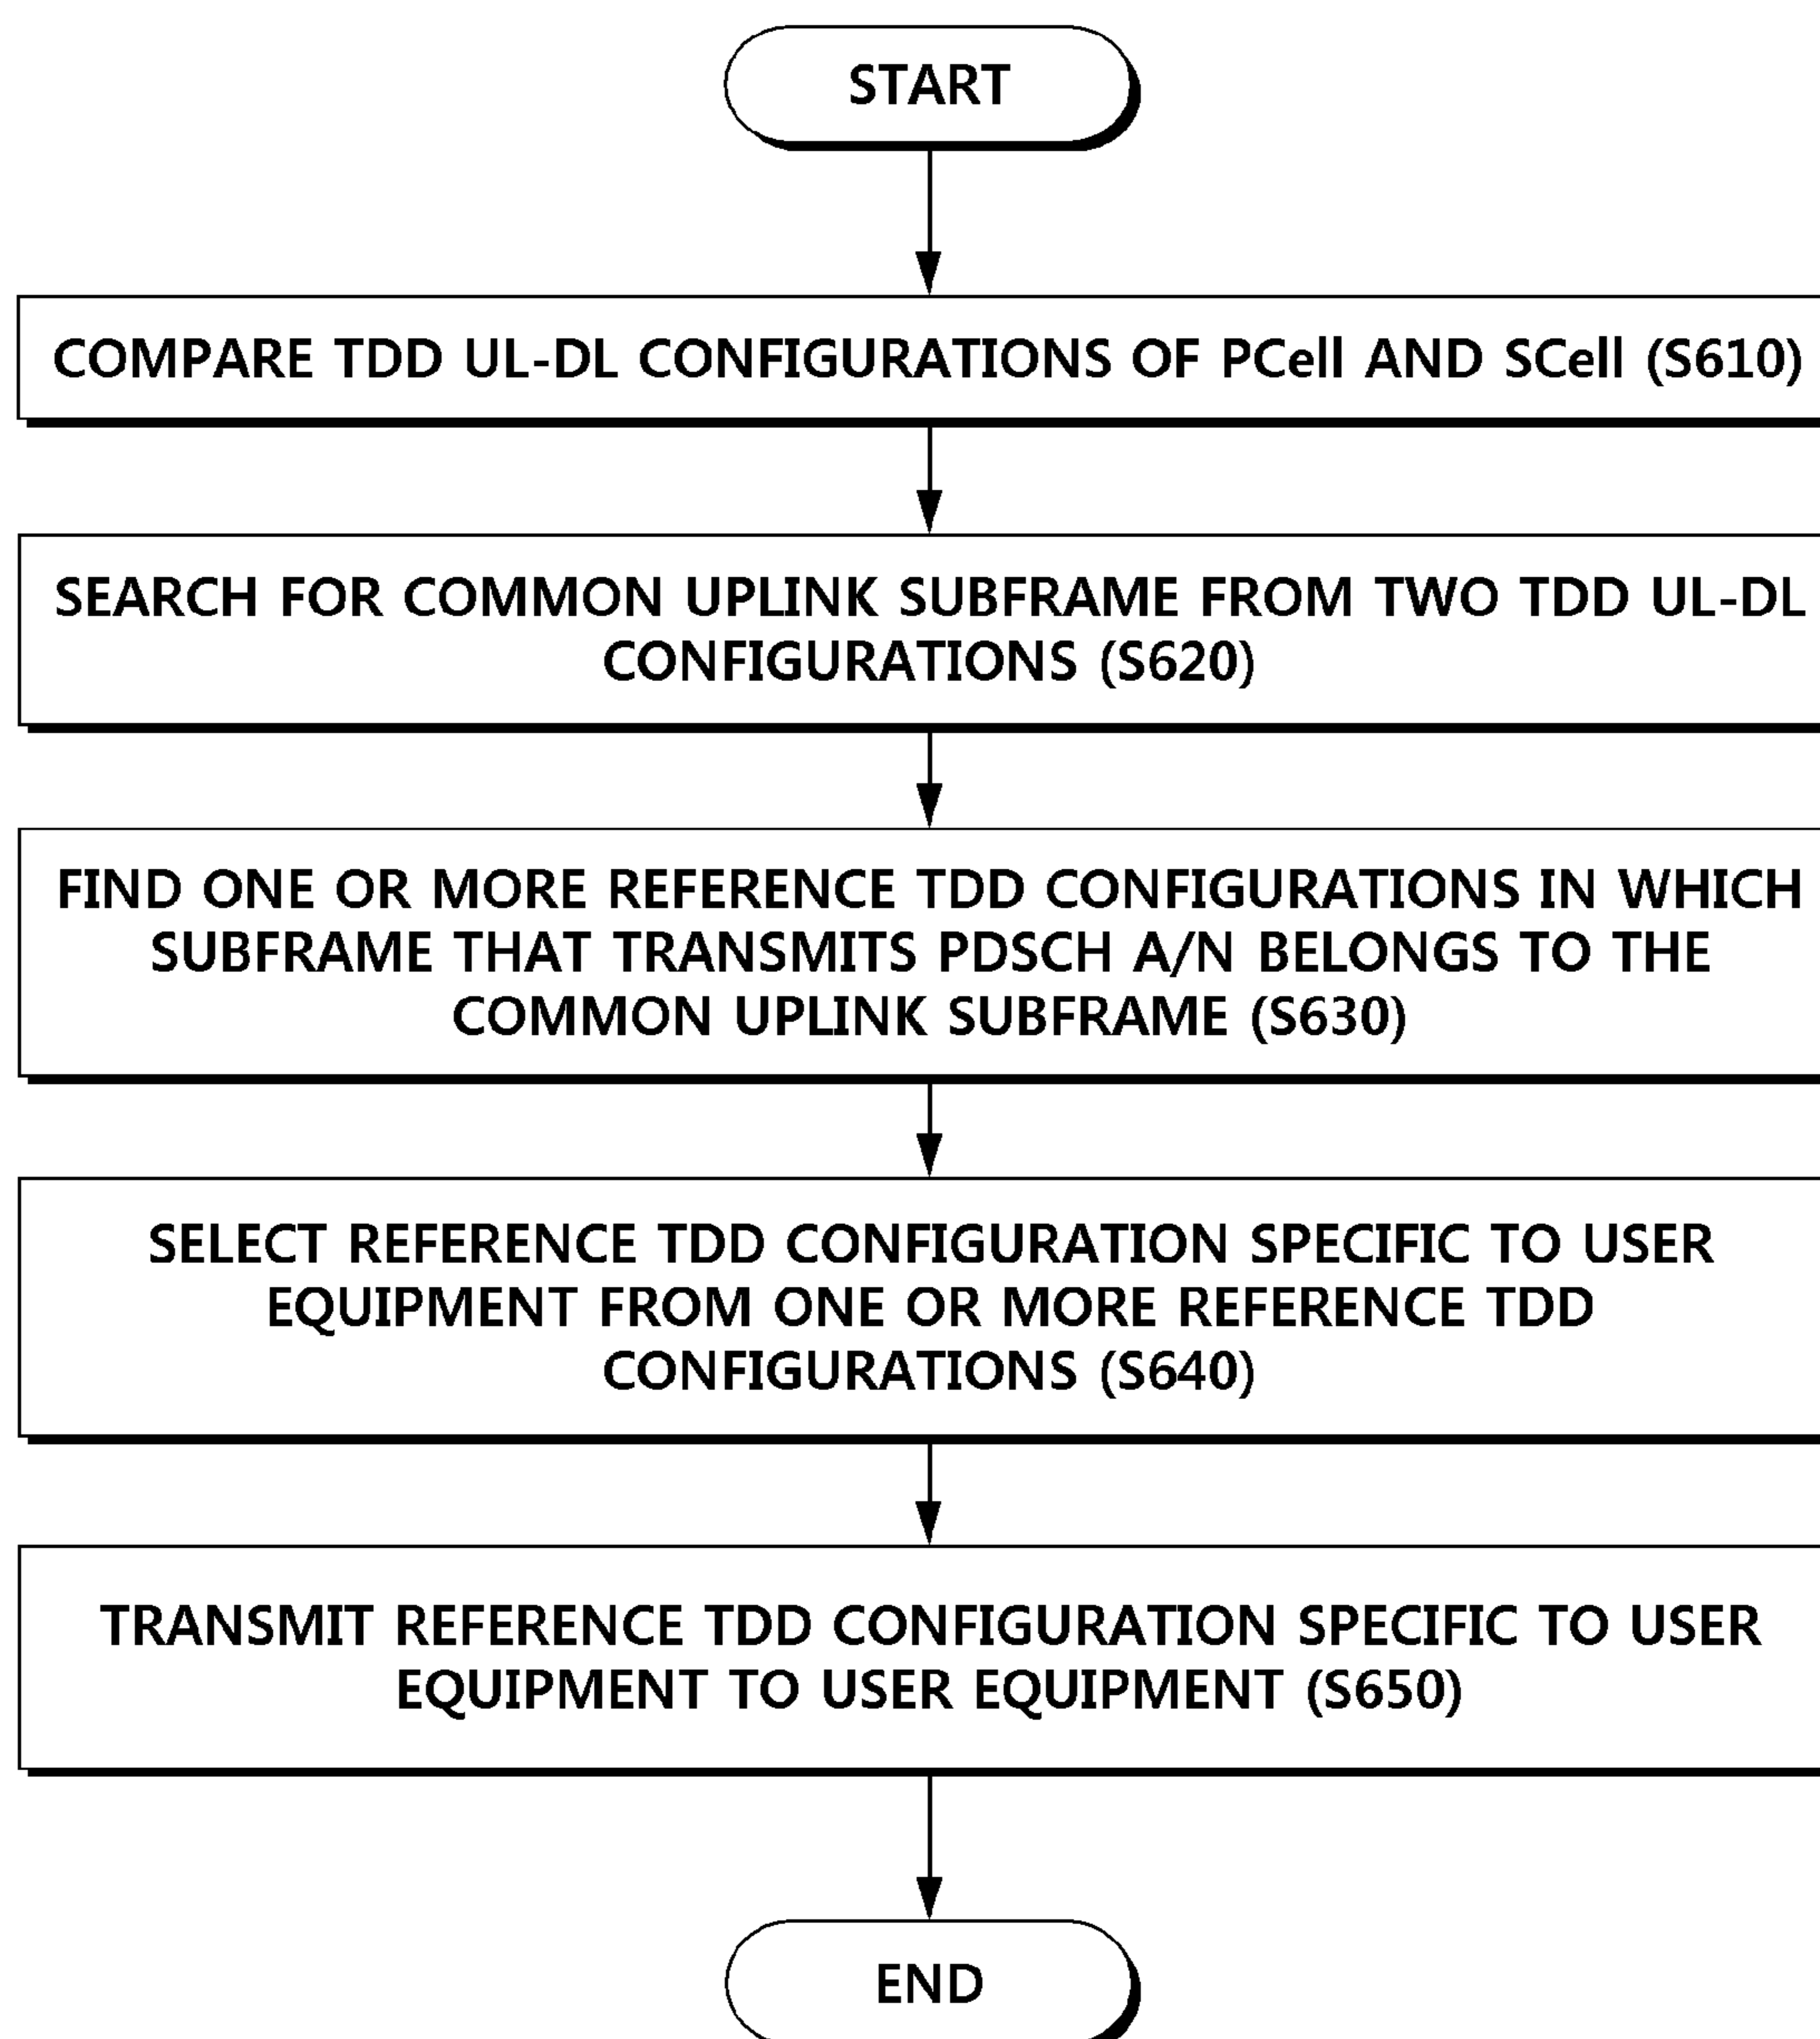 START
COMPARE TDD UL-DL CONFIGURATIONS OF PCell AND SCell (S610)
SEARCH FOR COMMON UPLINK SUBFRAME FROM TWO TDD UL-DL
CONFIGURATIONS (S620)
FIND ONE OR MORE REFERENCE TDD CONFIGURATIONS IN WHICH
SUBFRAME THAT TRANSMITS PDSCH A/N BELONGS TO THE
COMMON UPLINK SUBFRAME (S630)
SELECT REFERENCE TDD CONFIGURATION SPECIFIC TO USER
EQUIPMENT FROM ONE OR MORE REFERENCE TDD
CONFIGURATIONS (S640)
TRANSMIT REFERENCE TDD CONFIGURATION SPECIFIC TO USER
EQUIPMENT TO USER EQUIPMENT (S650)
END